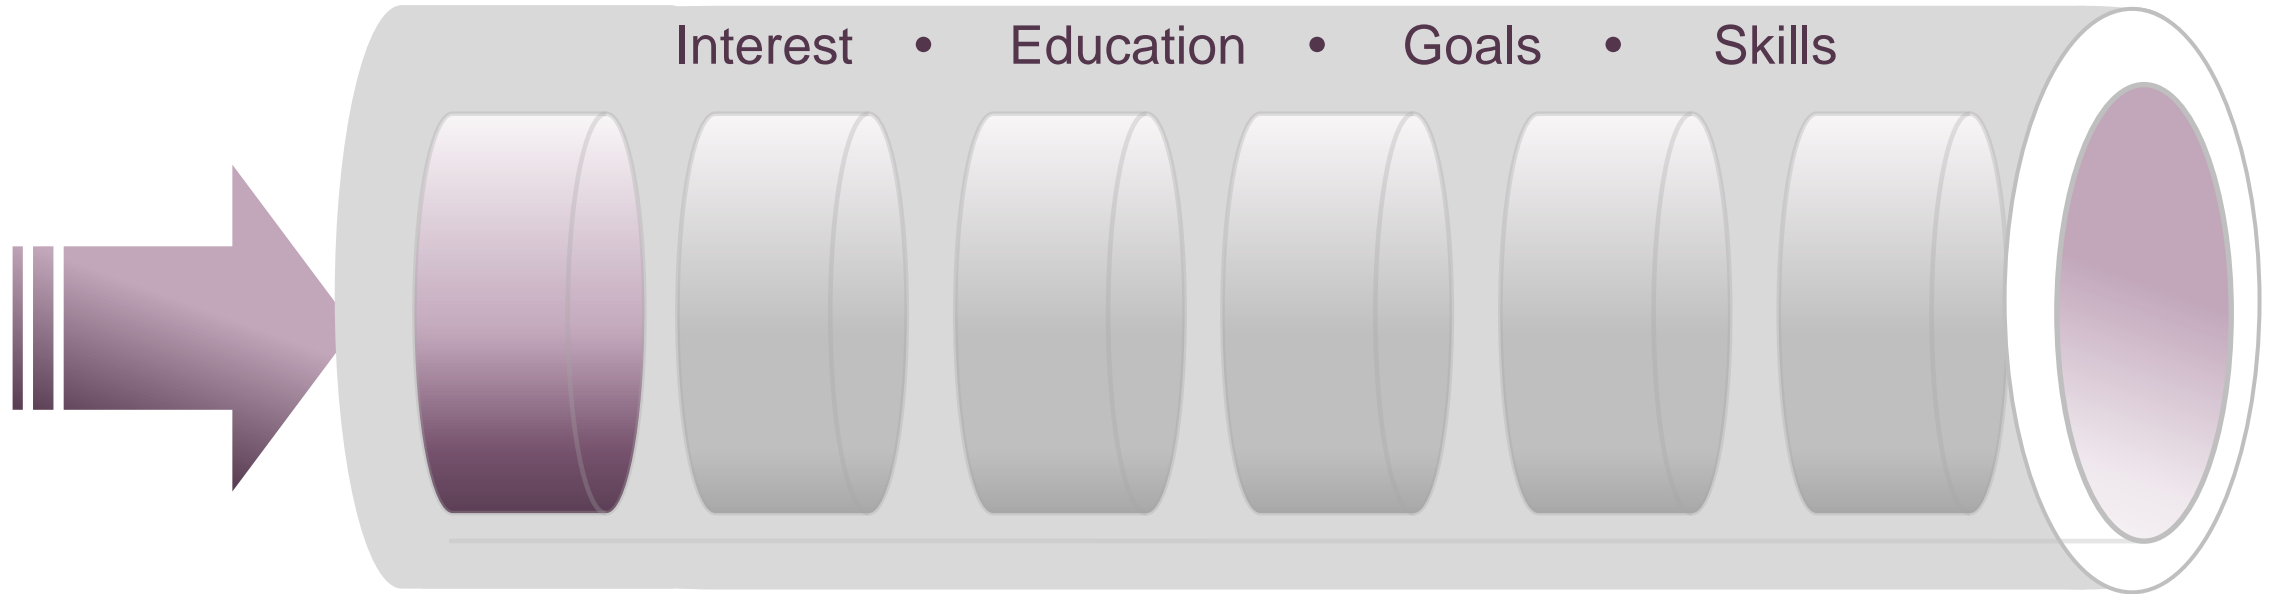 Interest • Education • Goals • Skills